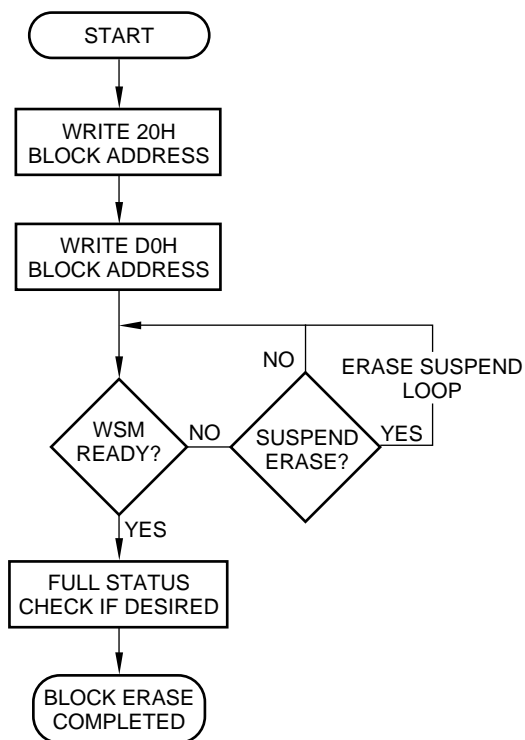 START
WRITE 20H
BLOCK ADDRESS
WRITE D0H
BLOCK ADDRESS
NO
ERASE SUSPEND
LOOP
WSM
READY?
NO
SUSPEND
ERASE?
YES
YES
FULL STATUS
CHECK IF DESIRED
BLOCK ERASE
COMPLETED